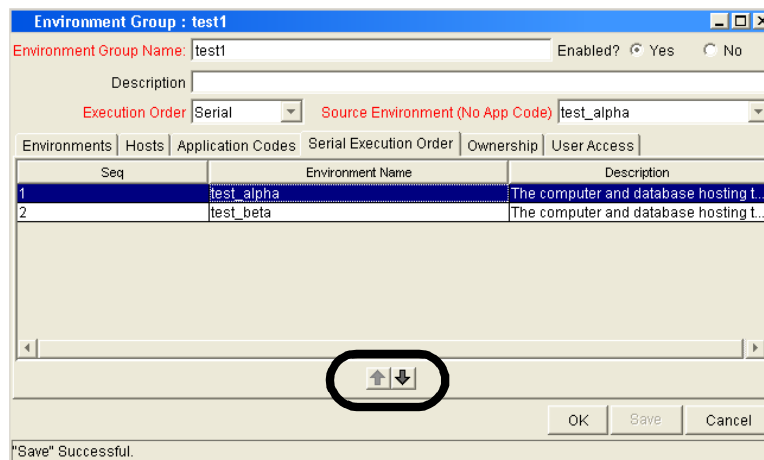 Environment Group : test1
Environment Group Name: test1 Enabled? Yes No
Description
Execution Order Serial Source Environment (No App Code) test_alpha
Environments Hosts Application Codes Serial Execution Order Ownership User Access
Seq Environment Name Description
1 test_alpha The computer and database hosting t...
2 test_beta The computer and database hosting t...
OK Save Cancel
"Save" Successful.